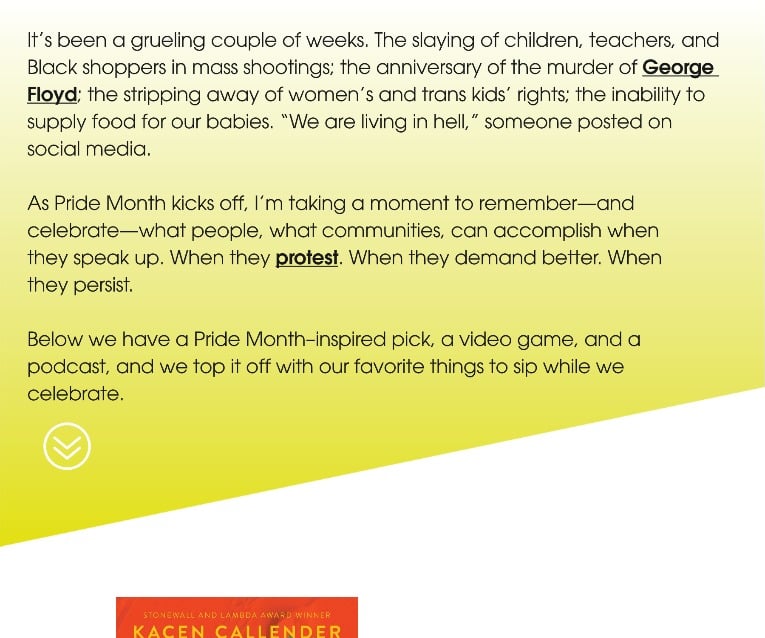 It’s been a grueling couple of weeks. The slaying of children, teachers, and
Black shoppers in mass shootings; the anniversary of the murder of George
Floyd; the stripping away of women’s and trans kids’ rights; the inability to
supply food for our babies. “We are living in hell,” someone posted on
social media.
As Pride Month kicks off, I’m taking a moment to remember—and
celebrate—what people, what communities, can accomplish when
they speak up. When they protest. When they demand better. When
they persist.
Below we have a Pride Month–inspired pick, a video game, and a
podcast, and we top it off with our favorite things to sip while we
celebrate.
STONEWALL AND LAMBDA AWARD WINNER
KACEN CALLENDER